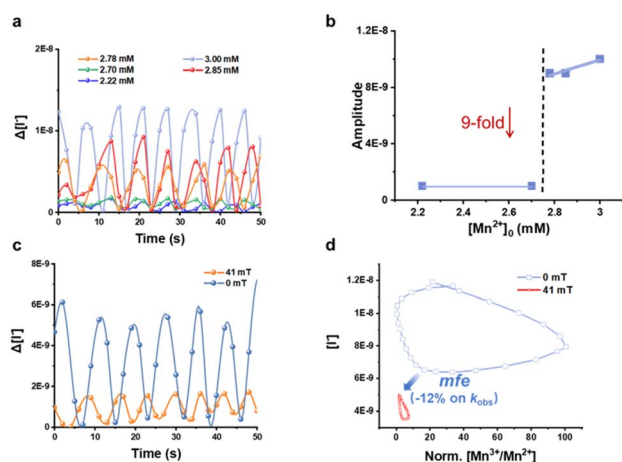 a
2E-8
1E-8
0
Δ[I-]
2.78 mM
2.70 mM
2.22 mM
3.00 mM
2.85 mM
0 10 20 30 40 50
Time (s)
b
1.2E-8
8E-9
4E-9
0
Amplitude
9-fold
2.2 2.4 2.6 2.8 3
[Mn²⁺]₀ (mM)
c
8E-9
6E-9
4E-9
2E-9
0
Δ[I-]
41 mT
0 mT
0 10 20 30 40 50
Time (s)
d
1.2E-8
1E-8
8E-9
6E-9
4E-9
[I-]
0 mT
41 mT
mfe
(-12% on kobs)
0 20 40 60 80 100
Norm. [Mn³⁺/Mn²⁺]